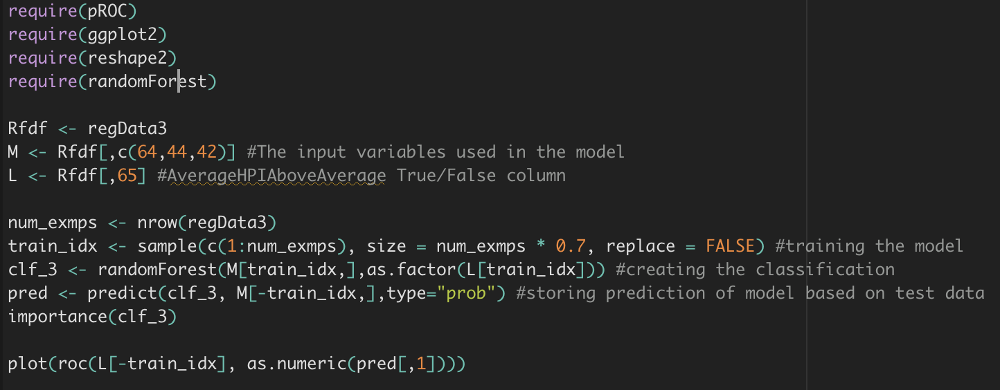 require(pROC)
require(ggplot2)
require(reshape2)
require(randomForest)
Rfdf <- regData3
M <- Rfdf[,c(64,44,42)] #The input variables used in the model
L <- Rfdf[,65] #AverageHPIAboveAverage True/False column
num_exmps <- nrow(regData3)
train_idx <- sample(c(1:num_exmps), size = num_exmps * 0.7, replace = FALSE) #training the model
clf_3 <- randomForest(M[train_idx,],as.factor(L[train_idx])) #creating the classification
pred <- predict(clf_3, M[-train_idx,],type="prob") #storing prediction of model based on test data
importance(clf_3)
plot(roc(L[-train_idx], as.numeric(pred[,1])))